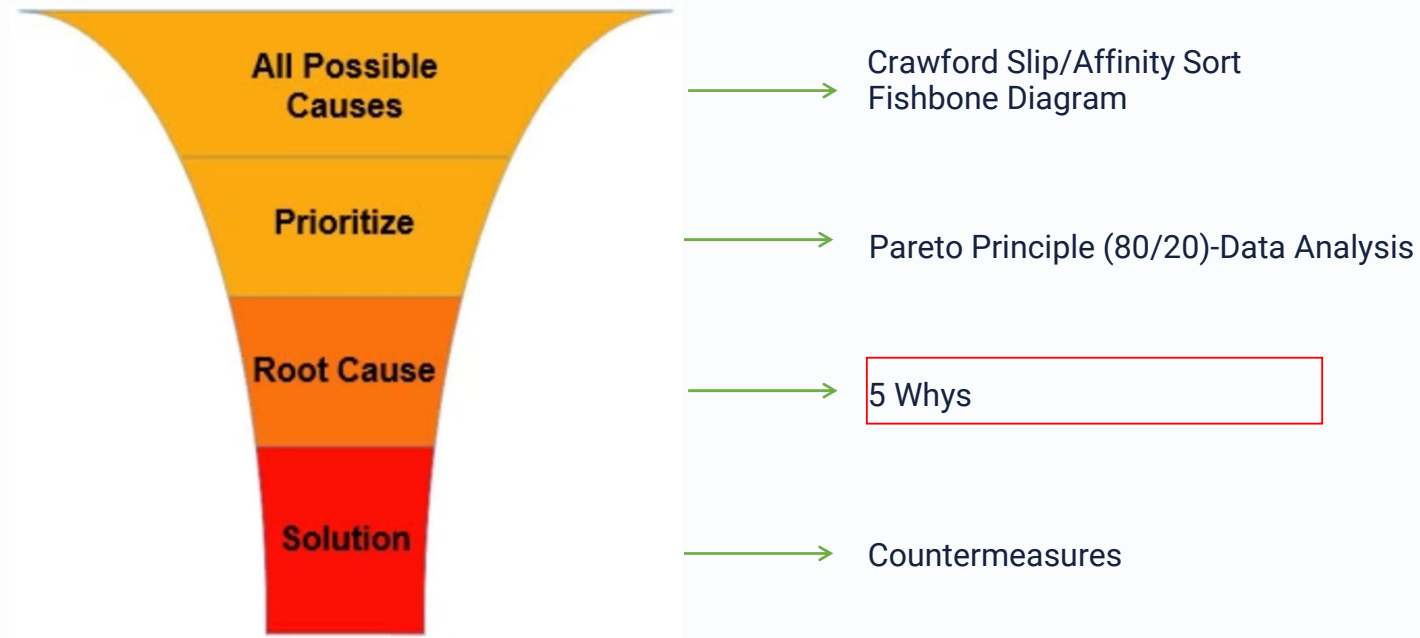 All Possible
Causes
Crawford Slip/Affinity Sort
Fishbone Diagram
Prioritize
Pareto Principle (80/20)-Data Analysis
Root Cause
5 Whys
Solution
Countermeasures